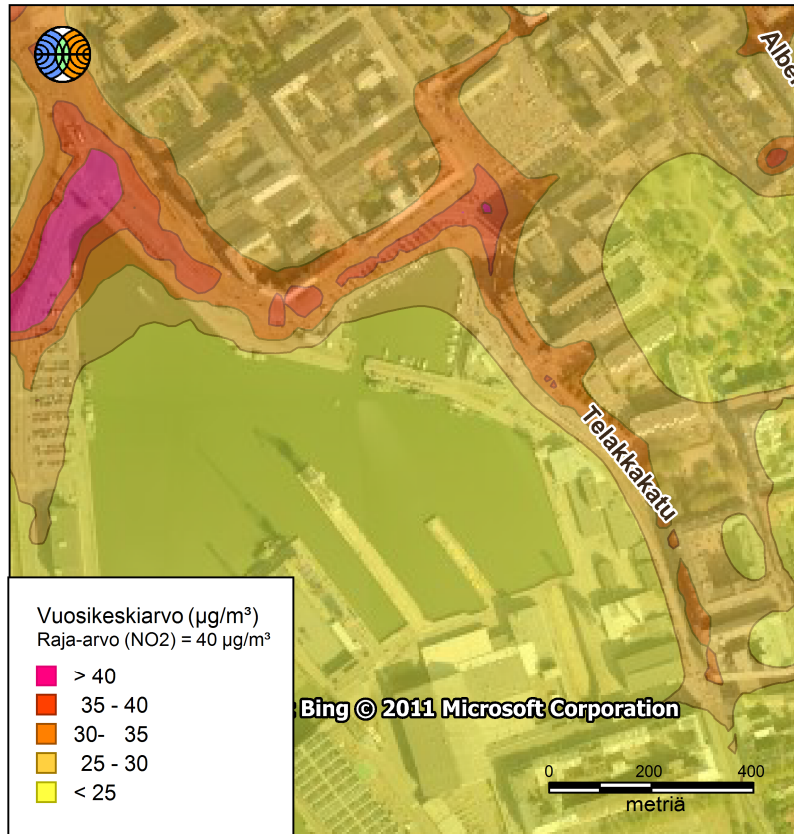 Alber
Telakkakatu
Vuosikeskiarvo (µg/m³)
Raja-arvo (NO2) = 40 µg/m³
> 40
35 - 40
30- 35
25 - 30
< 25
: Bing © 2011 Microsoft Corporation
0 200 400
metriä